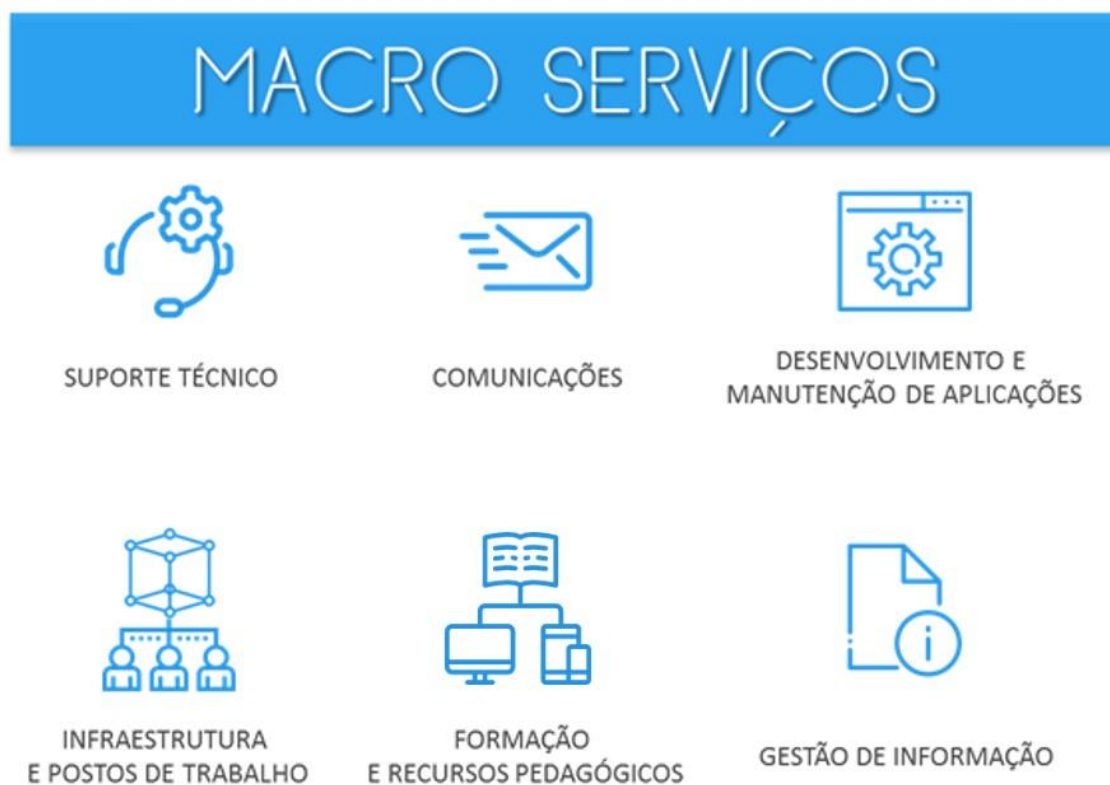 MACRO SERVIÇOS
SUPORTE TÉCNICO
COMUNICAÇÕES
DESENVOLVIMENTO E
MANUTENÇÃO DE APLICAÇÕES
INFRAESTRUTURA
E POSTOS DE TRABALHO
FORMAÇÃO
E RECURSOS PEDAGÓGICOS
GESTÃO DE INFORMAÇÃO